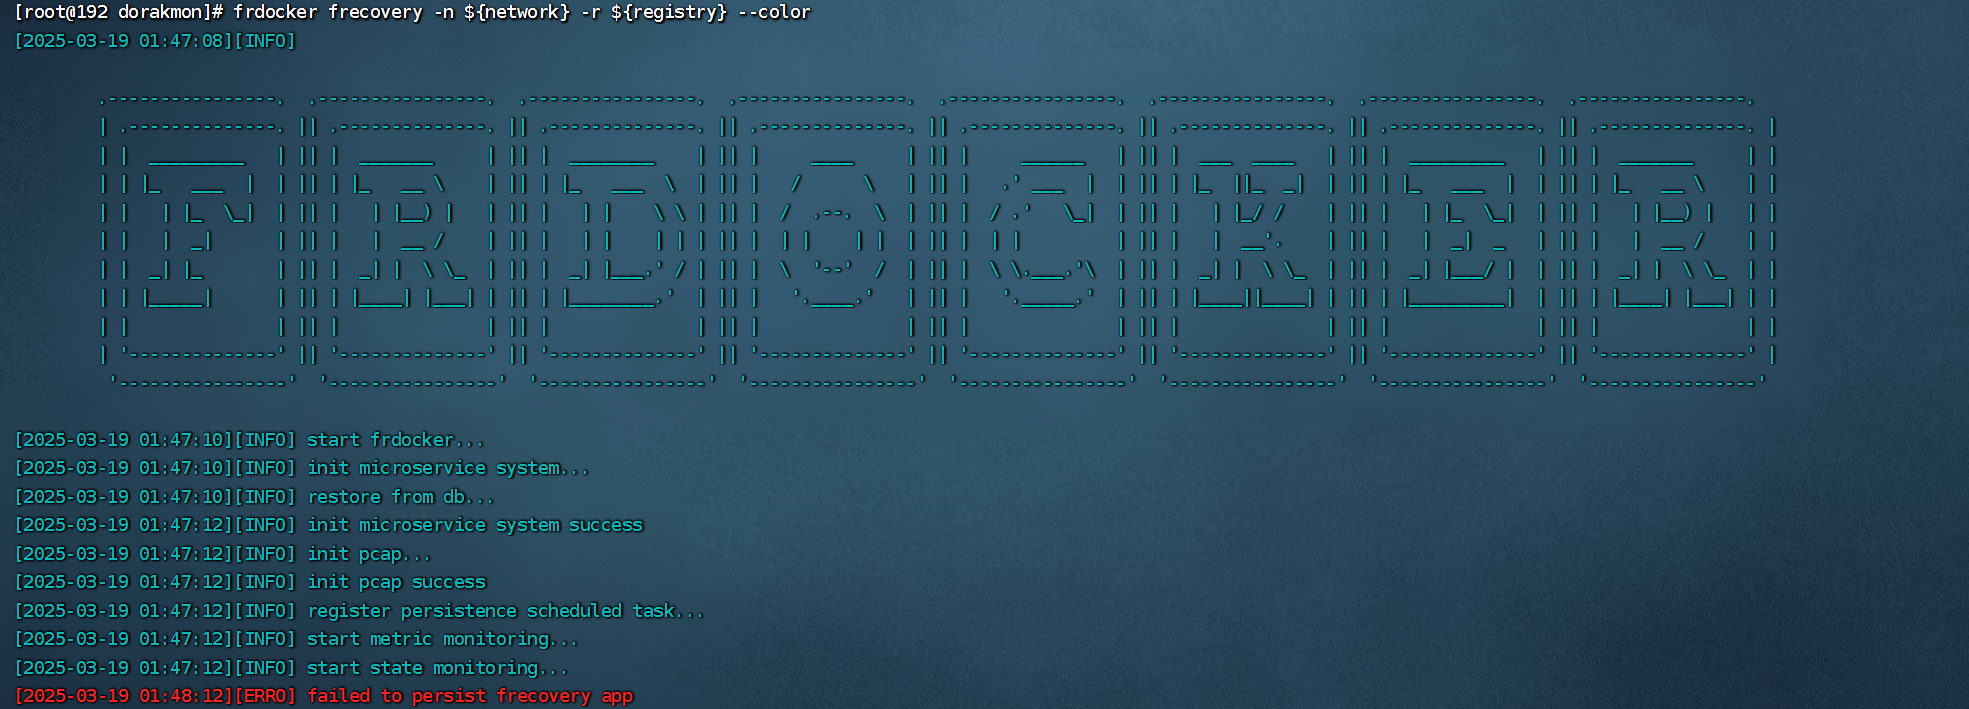 [root@192 dorakmon]# frdocker frecovery -n ${network} -r ${registry} --color
[2025-03-19 01:47:08][INFO]
FRDOCKER
[2025-03-19 01:47:10][INFO] start frdocker...
[2025-03-19 01:47:10][INFO] init microservice system...
[2025-03-19 01:47:10][INFO] restore from db...
[2025-03-19 01:47:12][INFO] init microservice system success
[2025-03-19 01:47:12][INFO] init pcap...
[2025-03-19 01:47:12][INFO] init pcap success
[2025-03-19 01:47:12][INFO] register persistence scheduled task...
[2025-03-19 01:47:12][INFO] start metric monitoring...
[2025-03-19 01:47:12][INFO] start state monitoring...
[2025-03-19 01:48:12][ERRO] failed to persist frecovery app